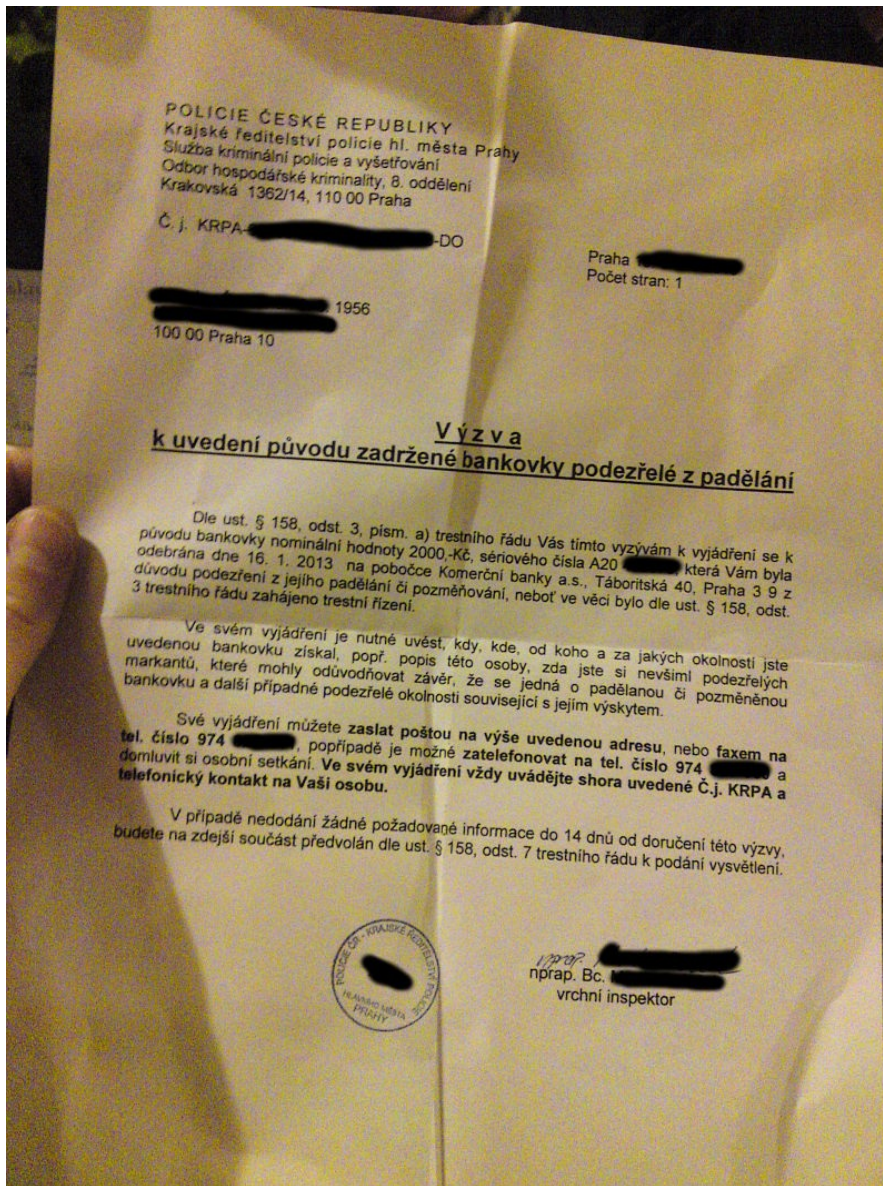 POLICIE ČESKÉ REPUBLIKY
Krajské ředitelství policie hl. města Prahy
Služba kriminální policie a vyšetřování
Odbor hospodářské kriminality, 8. oddělení
Krakovská 1362/14, 110 00 Praha
Č. j. KRPA- -DO
Praha
Počet stran: 1
1956
100 00 Praha 10
Výzva
k uvedení původu zadržené bankovky podezřelé z padělání
Dle ust. § 158, odst. 3, písm. a) trestního řádu Vás tímto vyzývám k vyjádření se k
původu bankovky nominální hodnoty 2000,-Kč, sériového čísla A20 která Vám byla
odebrána dne 16. 1. 2013 na pobočce Komerční banky a.s., Táboritská 40, Praha 3 9 z
důvodu podezření z jejího padělání či pozměňování, neboť ve věci bylo dle ust. § 158, odst.
3 trestního řádu zahájeno trestní řízení.
Ve svém vyjádření je nutné uvést, kdy, kde, od koho a za jakých okolností jste
uvedenou bankovku získal, popř. popis této osoby, zda jste si nevšiml podezřelých
markantů, které mohly odůvodňovat závěr, že se jedná o padělanou či pozměněnou
bankovku a další případné podezřelé okolnosti související s jejím výskytem.
Své vyjádření můžete zaslat poštou na výše uvedenou adresu, nebo faxem na
tel. číslo 974 , popřípadě je možné zatelefonovat na tel. číslo 974 a
domluvit si osobní setkání. Ve svém vyjádření vždy uvádějte shora uvedené Č.j. KRPA a
telefonický kontakt na Vaši osobu.
V případě nedodání žádné požadované informace do 14 dnů od doručení této výzvy,
budete na zdejší součást předvolán dle ust. § 158, odst. 7 trestního řádu k podání vysvětlení.
POLICIE ČR - KRAJSKÉ ŘEDITELSTVÍ POLICIE
HLAVNÍHO MĚSTA
PRAHY
nprap. Bc.
vrchní inspektor